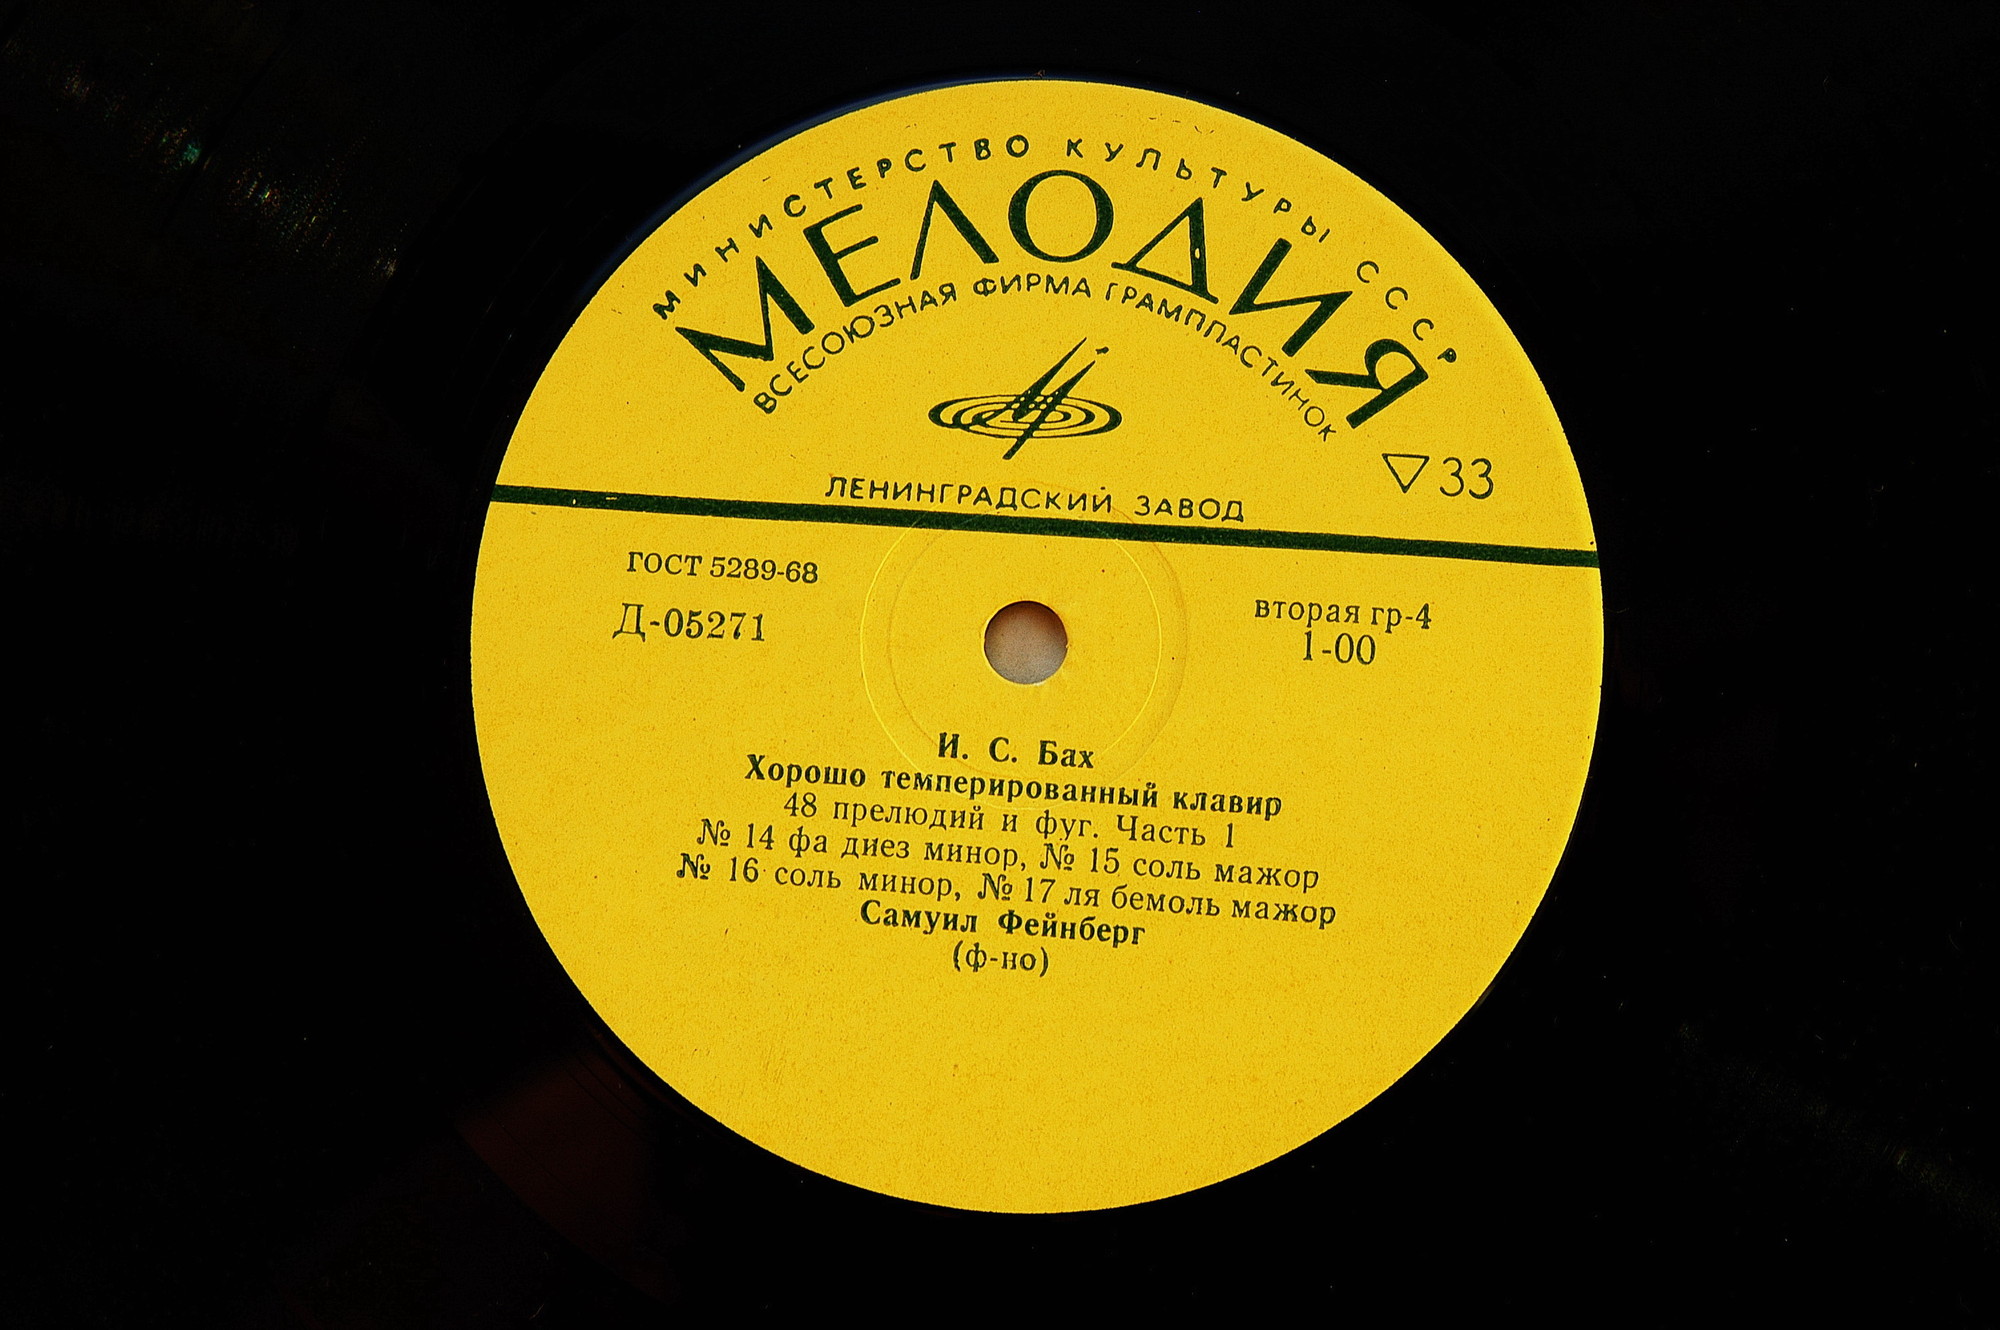 МИНИСТЕРСТВО КУЛЬТУРЫ СССР
МЕЛОДИЯ
ВСЕСОЮЗНАЯ ФИРМА ГРАМПЛАСТИНОК
33
ЛЕНИНГРАДСКИЙ ЗАВОД
ГОСТ 5289-68
Д-05271
вторая гр-4
1-00
И. С. Бах
Хорошо темперированный клавир
48 прелюдий и фуг. Часть 1
№ 14 фа диез минор, № 15 соль мажор
№ 16 соль минор, № 17 ля бемоль мажор
Самуил Фейнберг
(ф-но)